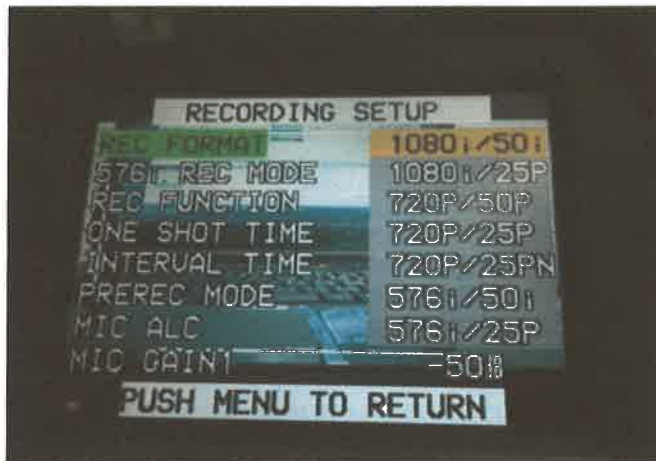 RECORDING SETUP
REC FORMAT 1080i/50i
576i REC MODE 1080i/25P
REC FUNCTION 720P/50P
ONE SHOT TIME 720P/25P
INTERVAL TIME 720P/25PN
PREREC MODE 576i/50i
MIC ALC 576i/25P
MIC GAIN1 -50dB
PUSH MENU TO RETURN